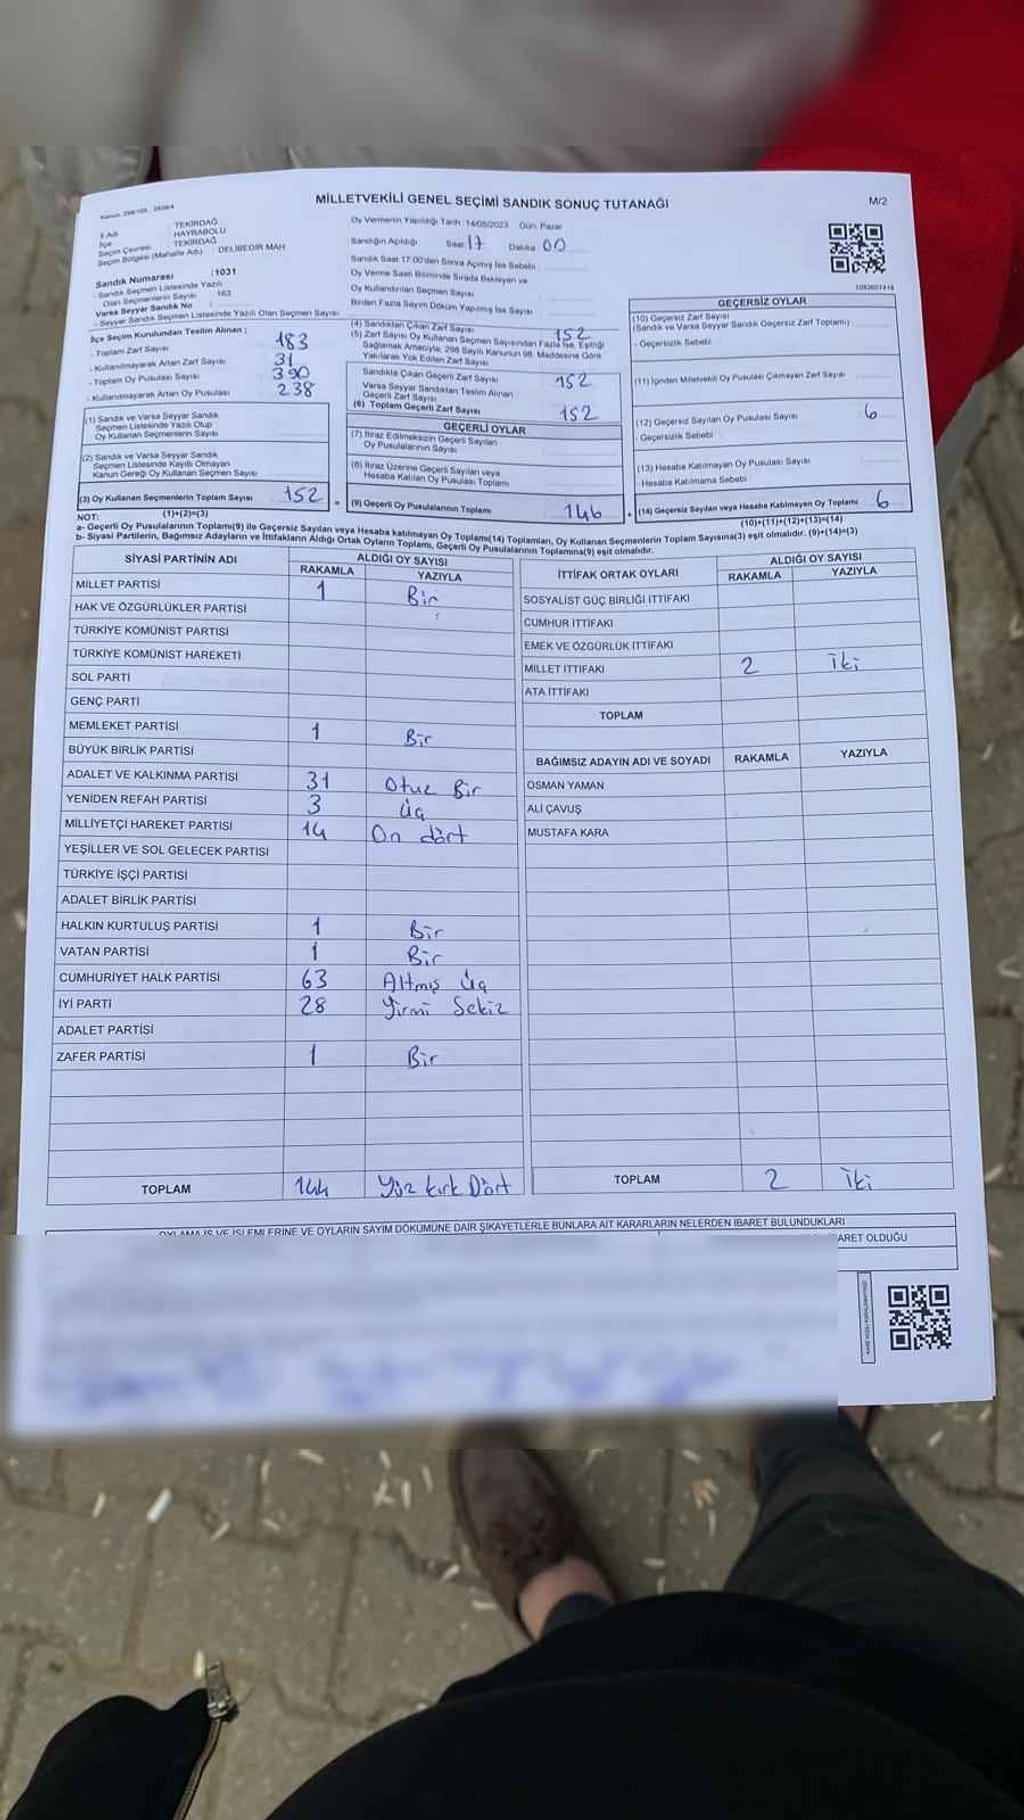 MİLLETVEKİLİ GENEL SEÇİMİ SANDIK SONUÇ TUTANAĞI
M/2
İl Adı : TEKİRDAĞ
İlçe : HAYRABOLU
Seçim Çevresi : TEKİRDAĞ
Seçim Bölgesi (Mahalle Adı) : DELİBEDİR MAH.
Sandık Numarası : 1031
- Sandık Seçmen Listesinde Yazılı
Olan Seçmenlerin Sayısı : 163
Varsa Seyyar Sandık No :
- Seyyar Sandık Seçmen Listesinde Yazılı Olan Seçmen Sayısı
Oy Vermenin Yapıldığı Tarih : 14/05/2023 Gün: Pazar
Sandığın Açıldığı Saat 17 Dakika 00
Sandık Saat 17.00'den Sonra Açılmış İse Sebebi
Oy Verme Saati Bitiminde Sırada Bekleyen ve
Oy Kullandırılan Seçmen Sayısı
Birden Fazla Sayım Döküm Yapılmış İse Sayısı
İlçe Seçim Kurulundan Teslim Alınan ;
- Toplam Zarf Sayısı 183
- Kullanılmayarak Artan Zarf Sayısı 31
- Toplam Oy Pusulası Sayısı 390
- Kullanılmayarak Artan Oy Pusulası 238
(1) Sandık ve Varsa Seyyar Sandık
Seçmen Listesinde Yazılı Olup
Oy Kullanan Seçmenlerin Sayısı
(2) Sandık ve Varsa Seyyar Sandık
Seçmen Listesinde Kayıtlı Olmayan
Kanun Gereği Oy Kullanan Seçmen Sayısı
(3) Oy Kullanan Seçmenlerin Toplam Sayısı 152
(4) Sandıktan Çıkan Zarf Sayısı 152
(5) Zarf Sayısı Oy Kullanan Seçmen Sayısından Fazla İse, Eşitliği
Sağlamak Amacıyla, 298 Sayılı Kanunun 98. Maddesine Göre
Yakılarak Yok Edilen Zarf Sayısı
Sandıkta Çıkan Geçerli Zarf Sayısı 152
Varsa Seyyar Sandıktan Teslim Alınan
Geçerli Zarf Sayısı
(6) Toplam Geçerli Zarf Sayısı 152
GEÇERLİ OYLAR
(7) İtiraz Edilmeksizin Geçerli Sayılan
Oy Pusulalarının Sayısı
(8) İtiraz Üzerine Geçerli Sayılan veya
Hesaba Katılan Oy Pusulası Toplamı
(9) Geçerli Oy Pusulalarının Toplamı 146
GEÇERSİZ OYLAR
(10) Geçersiz Zarf Sayısı
(Sandık ve Varsa Seyyar Sandık Geçersiz Zarf Toplamı)
- Geçersizlik Sebebi
(11) İçinden Milletvekili Oy Pusulası Çıkmayan Zarf Sayısı
(12) Geçersiz Sayılan Oy Pusulası Sayısı 6
- Geçersizlik Sebebi
(13) Hesaba Katılmayan Oy Pusulası Sayısı
- Hesaba Katılmama Sebebi
(14) Geçersiz Sayılan veya Hesaba Katılmayan Oy Toplamı 6
NOT: (1)+(2)=(3)
(10)+(11)+(12)+(13)=(14)
a- Geçerli Oy Pusulalarının Toplamı(9) ile Geçersiz Sayılan veya Hesaba katılmayan Oy Toplamı(14) Toplamları, Oy Kullanan Seçmenlerin Toplam Sayısına(3) eşit olmalıdır. (9)+(14)=(3)
b- Siyasi Partilerin, Bağımsız Adayların ve İttifakların Aldığı Ortak Oyların Toplamı, Geçerli Oy Pusulalarının Toplamına(9) eşit olmalıdır.
SİYASİ PARTİNİN ADI ALDIĞI OY SAYISI
RAKAMLA YAZIYLA
MİLLET PARTİSİ 1 Bir
HAK VE ÖZGÜRLÜKLER PARTİSİ
TÜRKİYE KOMÜNİST PARTİSİ
TÜRKİYE KOMÜNİST HAREKETİ
SOL PARTİ
GENÇ PARTİ
MEMLEKET PARTİSİ 1 Bir
BÜYÜK BİRLİK PARTİSİ
ADALET VE KALKINMA PARTİSİ 31 Otuz Bir
YENİDEN REFAH PARTİSİ 3 Üç
MİLLİYETÇİ HAREKET PARTİSİ 14 On dört
YEŞİLLER VE SOL GELECEK PARTİSİ
TÜRKİYE İŞÇİ PARTİSİ
ADALET BİRLİK PARTİSİ
HALKIN KURTULUŞ PARTİSİ 1 Bir
VATAN PARTİSİ 1 Bir
CUMHURİYET HALK PARTİSİ 63 Altmış Üç
İYİ PARTİ 28 Yirmi Sekiz
ADALET PARTİSİ
ZAFER PARTİSİ 1 Bir
TOPLAM 144 Yüz kırk Dört
İTTİFAK ORTAK OYLARI ALDIĞI OY SAYISI
RAKAMLA YAZIYLA
SOSYALİST GÜÇ BİRLİĞİ İTTİFAKI
CUMHUR İTTİFAKI
EMEK VE ÖZGÜRLÜK İTTİFAKI
MİLLET İTTİFAKI 2 İki
ATA İTTİFAKI
TOPLAM
BAĞIMSIZ ADAYIN ADI VE SOYADI RAKAMLA YAZIYLA
OSMAN YAMAN
ALİ ÇAVUŞ
MUSTAFA KARA
TOPLAM 2 İki
OYLAMA İŞ VE İŞLEMLERİNE VE OYLARIN SAYIM DÖKÜMÜNE DAİR ŞİKAYETLERLE BUNLARA AİT KARARLARIN NELERDEN İBARET BULUNDUKLARI